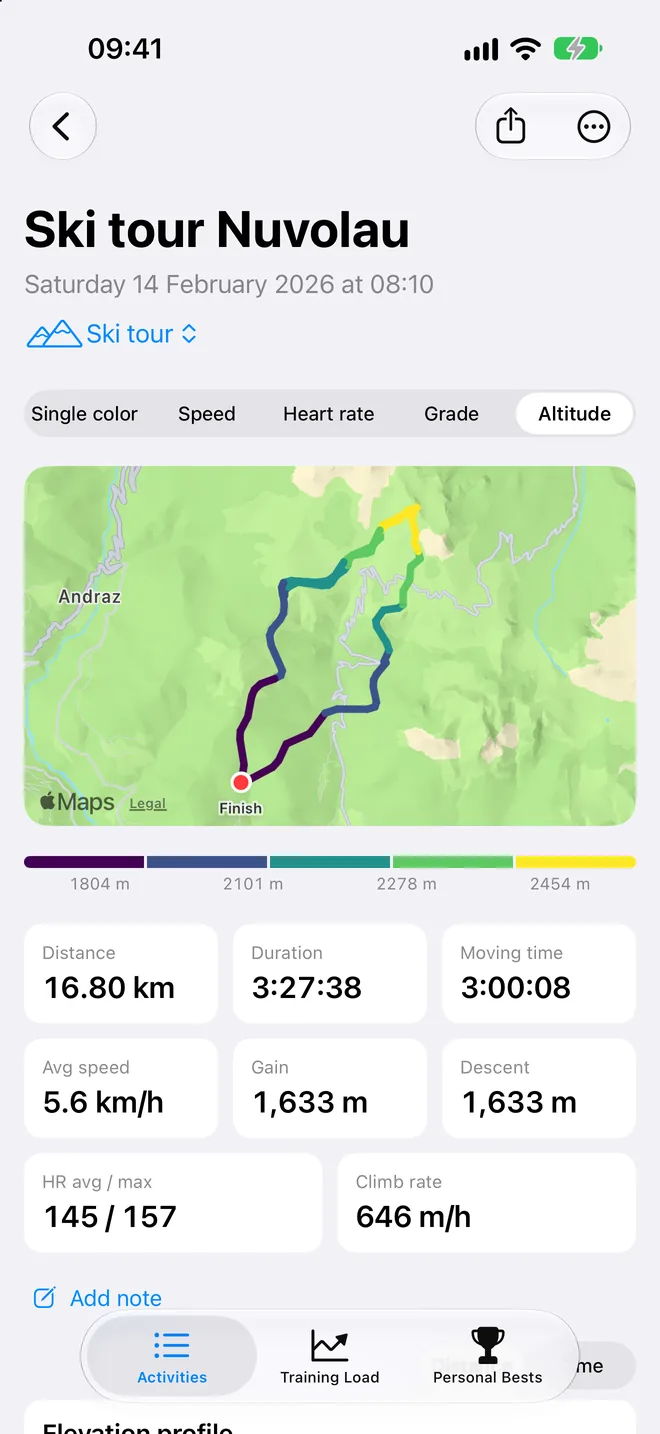 09:41
Ski tour Nuvolau
Saturday 14 February 2026 at 08:10
Ski tour
Single color Speed Heart rate Grade Altitude
Andraz
Maps Legal
Finish
1804 m 2101 m 2278 m 2454 m
Distance Duration Moving time
16.80 km 3:27:38 3:00:08
Avg speed Gain Descent
5.6 km/h 1,633 m 1,633 m
HR avg / max Climb rate
145 / 157 646 m/h
Add note
Activities Training Load Personal Bests
Elevation profile